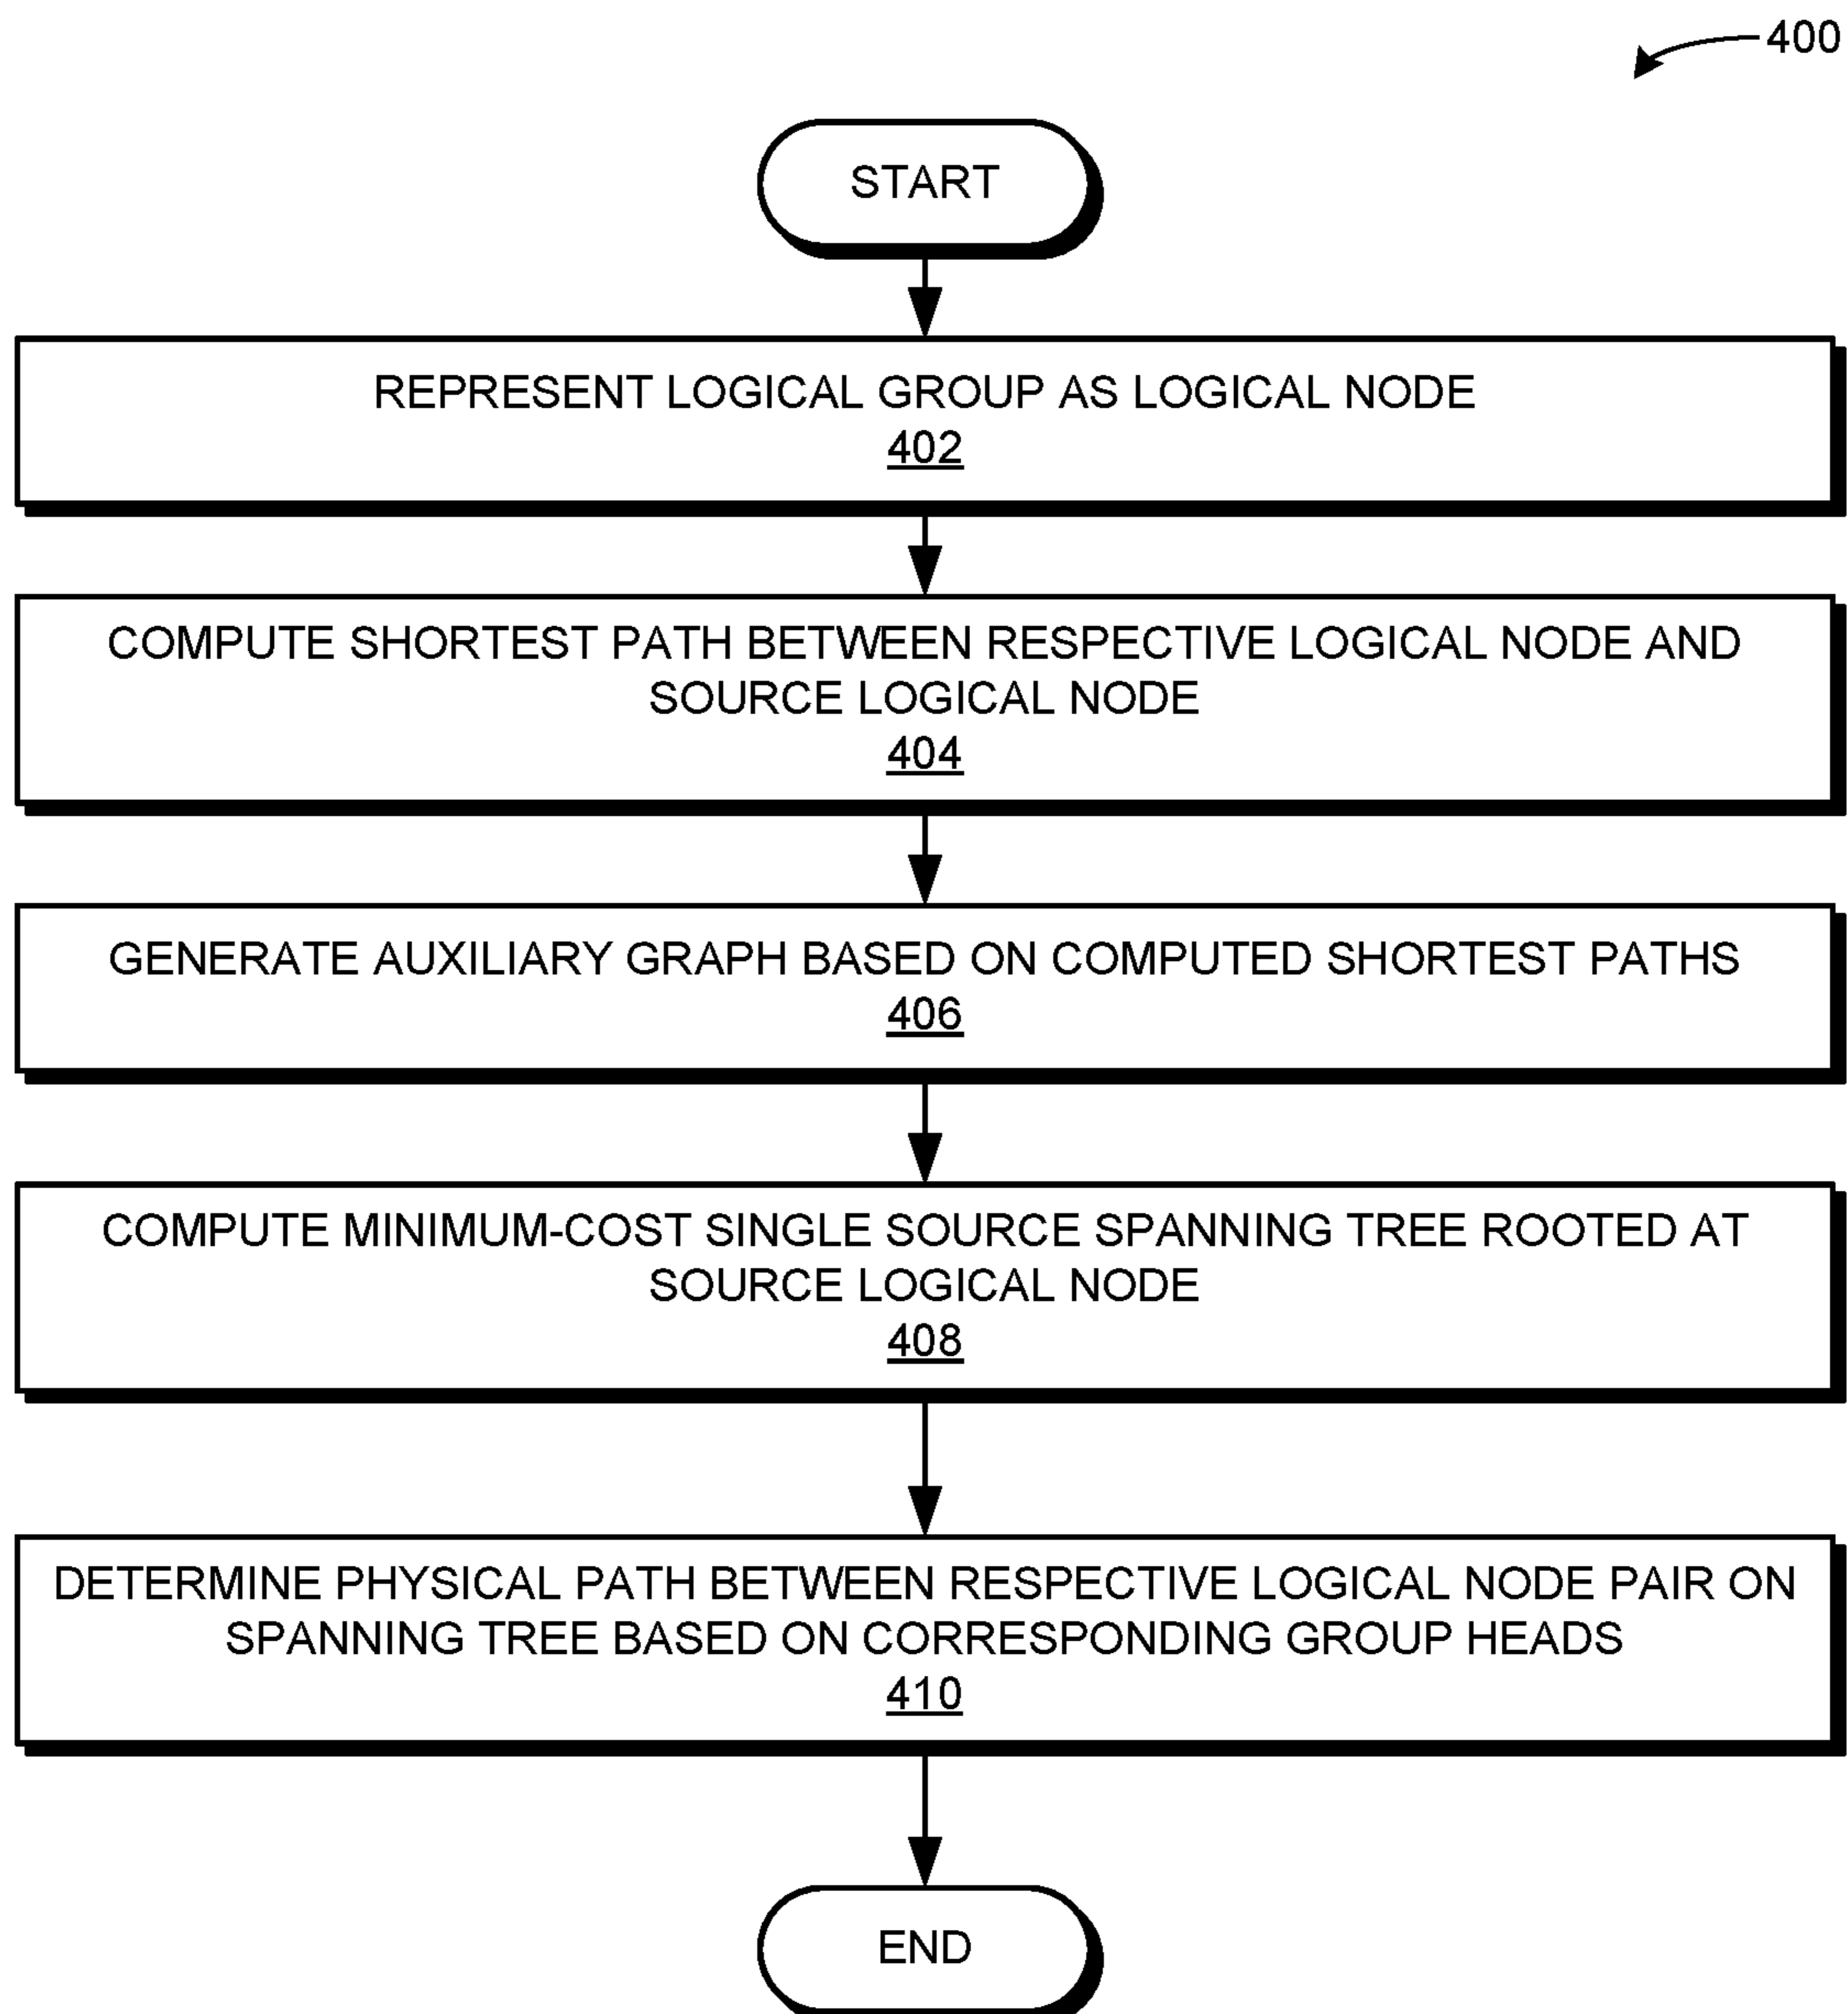 400
START
REPRESENT LOGICAL GROUP AS LOGICAL NODE
402
COMPUTE SHORTEST PATH BETWEEN RESPECTIVE LOGICAL NODE AND
SOURCE LOGICAL NODE
404
GENERATE AUXILIARY GRAPH BASED ON COMPUTED SHORTEST PATHS
406
COMPUTE MINIMUM-COST SINGLE SOURCE SPANNING TREE ROOTED AT
SOURCE LOGICAL NODE
408
DETERMINE PHYSICAL PATH BETWEEN RESPECTIVE LOGICAL NODE PAIR ON
SPANNING TREE BASED ON CORRESPONDING GROUP HEADS
410
END